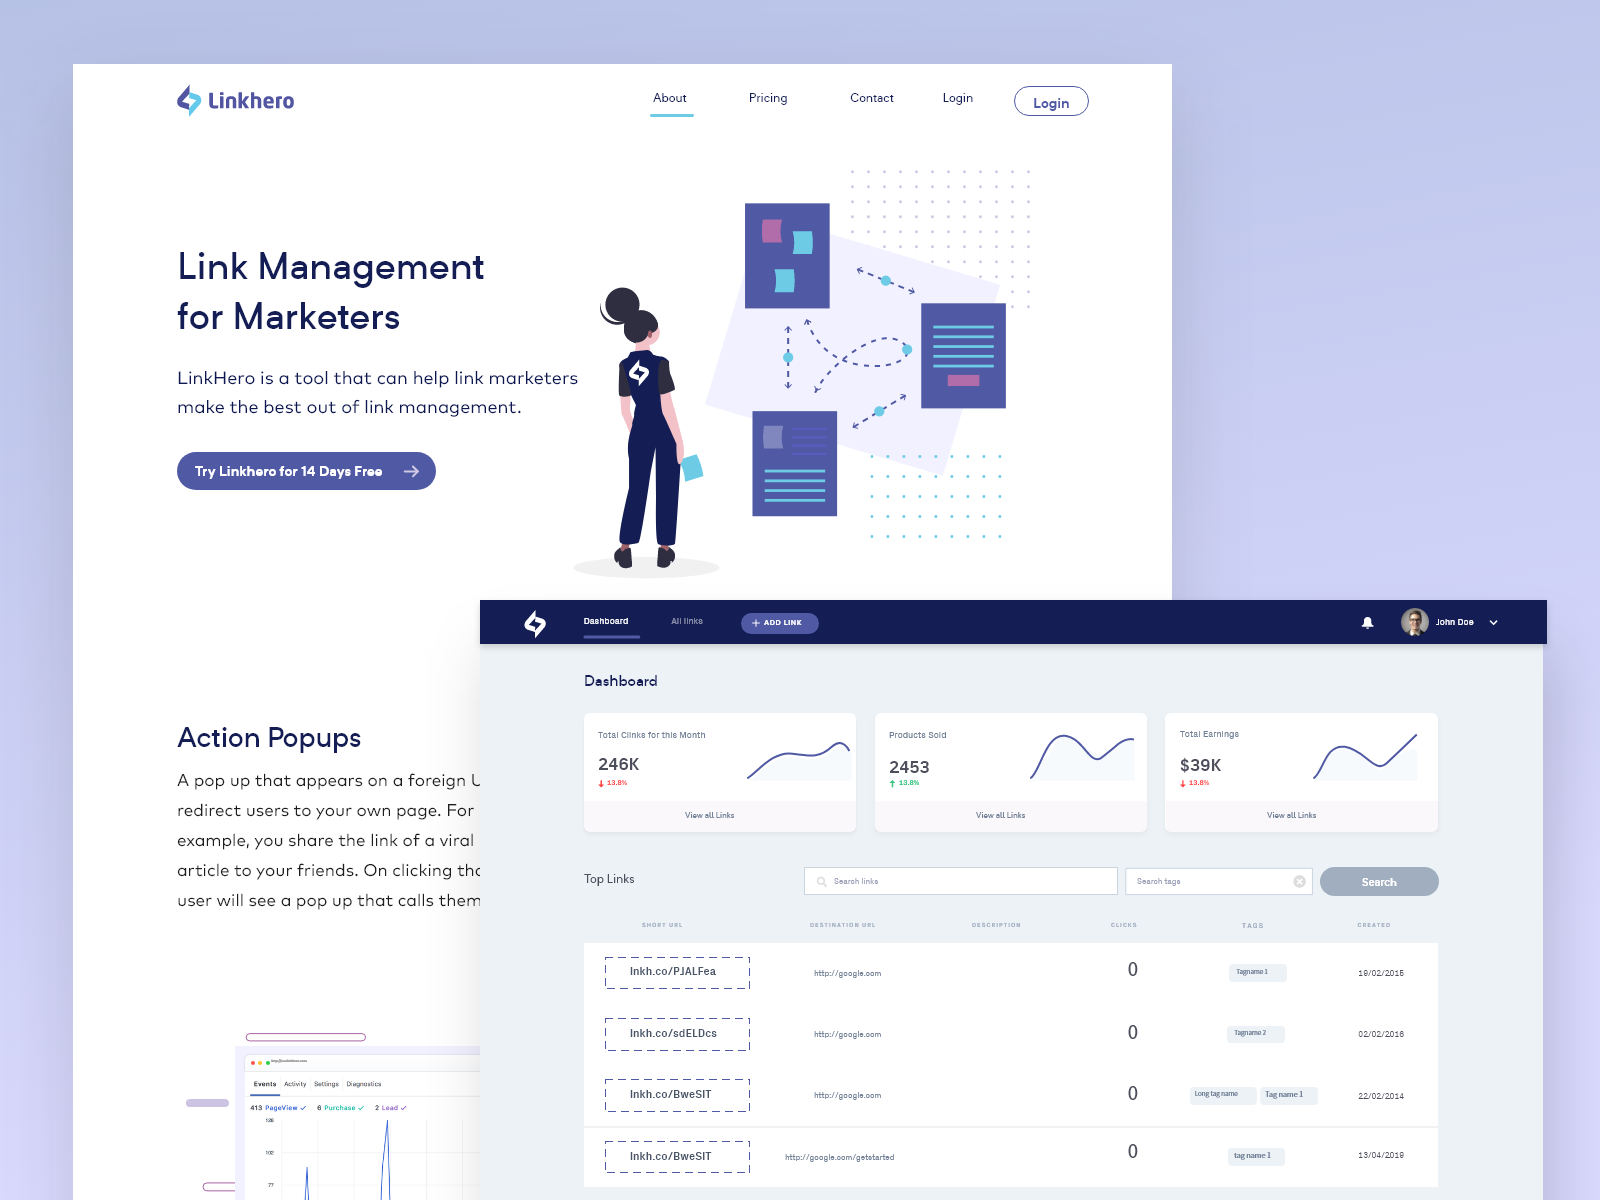 Linkhero
About
Pricing
Contact
Login
Login
Link Management
for Marketers
LinkHero is a tool that can help link marketers
make the best out of link management.
Try Linkhero for 14 Days Free
Action Popups
A pop up that appears on a foreign U
redirect users to your own page. For
example, you share the link of a viral
article to your friends. On clicking tha
user will see a pop up that calls them
Events
Activity
Settings
Diagnostics
413 PageView
6 Purchase
2 Lead
136
102
77
Dashboard
All links
ADD LINK
John Doe
Dashboard
Total Clinks for this Month
246K
13.8%
View all Links
Products Sold
2453
13.8%
View all Links
Total Earnings
$39K
13.8%
View all Links
Top Links
Search links
Search tags
Search
SHORT URL
DESTINATION URL
DESCRIPTION
CLICKS
TAGS
CREATED
lnkh.co/PJALFea
http://google.com
0
Tagname 1
19/02/2015
lnkh.co/sdELDcs
http://google.com
0
Tagname 2
02/02/2016
lnkh.co/BweSIT
http://google.com
0
Long tag name
Tag name 1
22/02/2014
lnkh.co/BweSIT
http://google.com/getstarted
0
tag name 1
13/04/2019